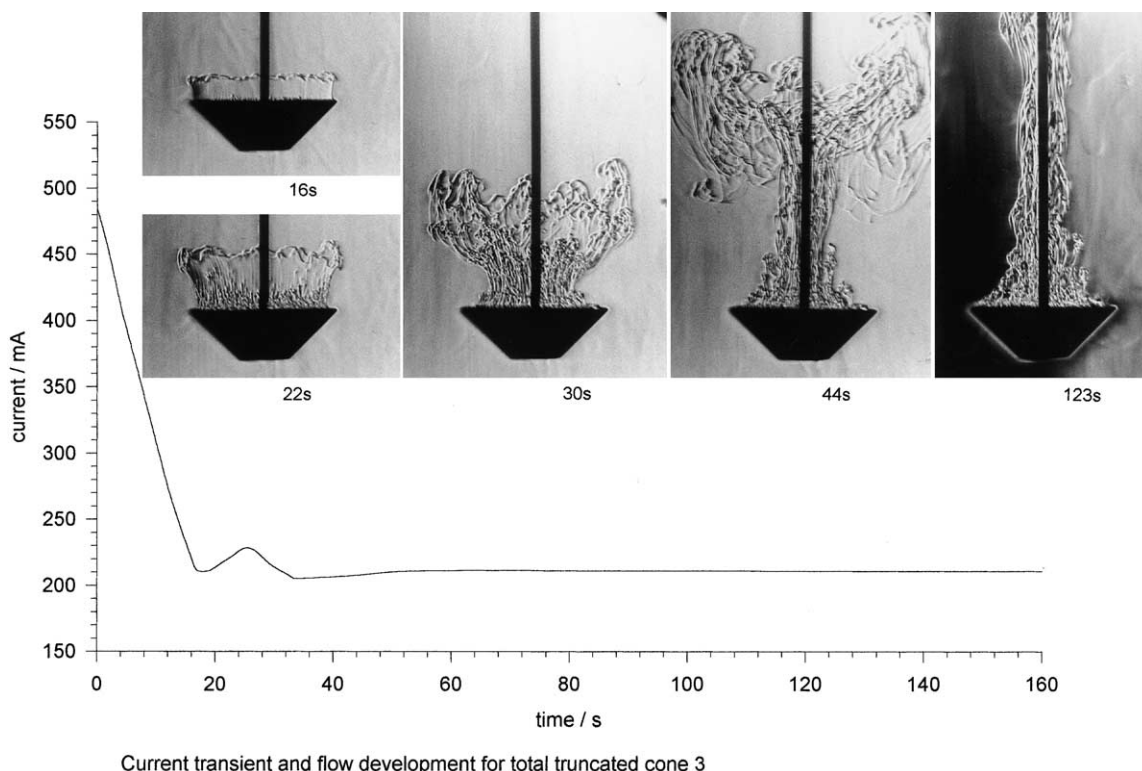 16s
22s
30s
44s
123s
550
500
450
400
350
300
250
200
150
current / mA
0 20 40 60 80 100 120 140 160
time / s
Current transient and flow development for total truncated cone 3